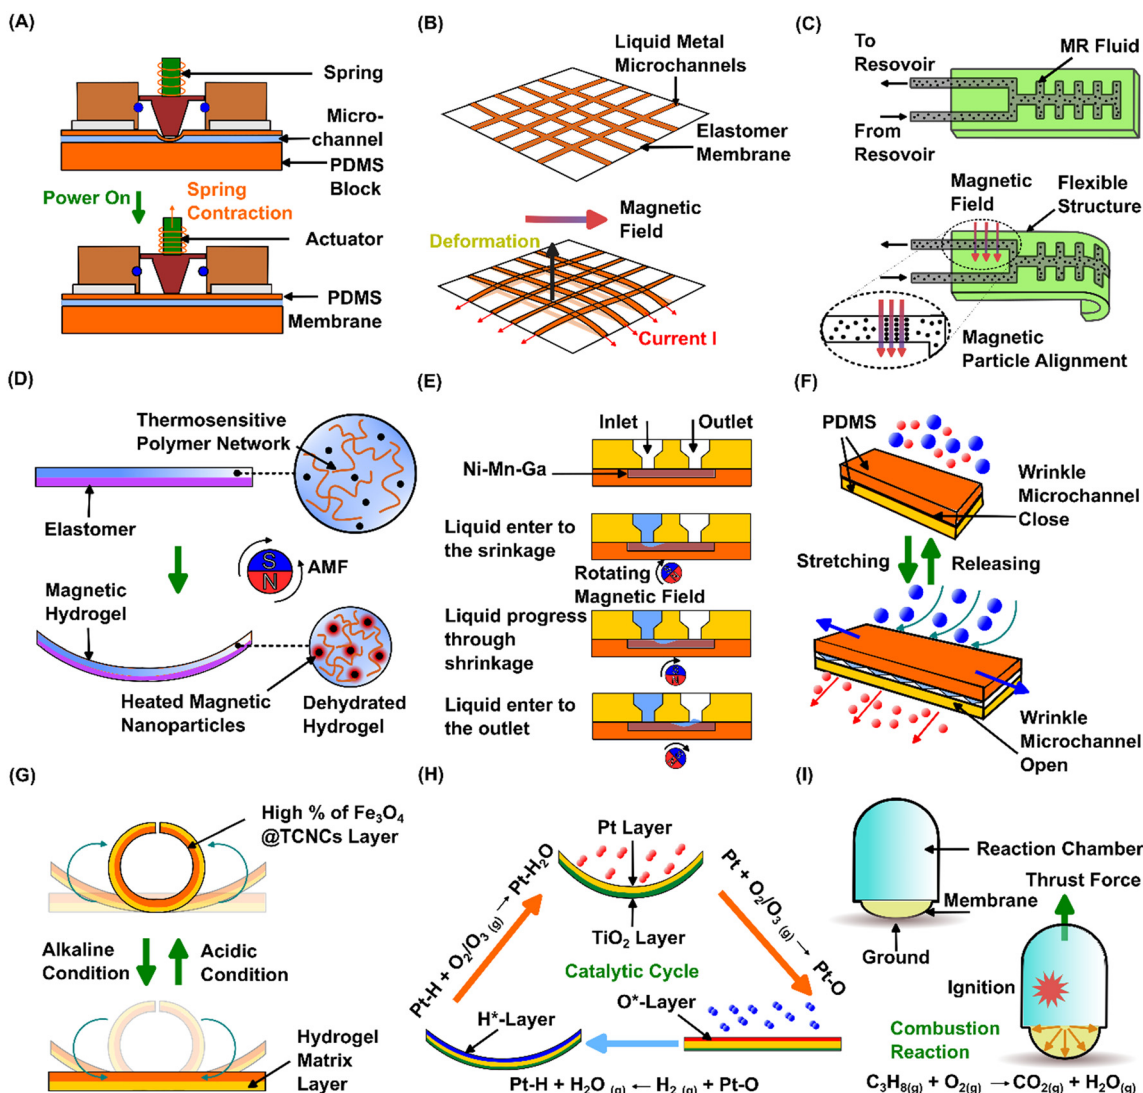 (A)
Spring
Micro-
channel
PDMS Block
Power On
Spring
Contraction
Actuator
PDMS
Membrane
(B)
Liquid Metal
Microchannels
Elastomer
Membrane
Magnetic
Field
Deformation
Current I
(C)
To
Resovoir
MR Fluid
From
Resovoir
Magnetic
Field
Flexible
Structure
Magnetic
Particle Alignment
(D)
Thermosensitive
Polymer Network
Elastomer
S
N
AMF
Magnetic
Hydrogel
Heated Magnetic
Nanoparticles
Dehydrated
Hydrogel
(E)
Inlet
Outlet
Ni-Mn-Ga
Liquid enter to
the srinkage
Rotating
Magnetic Field
Liquid progress
through
shrinkage
Liquid enter to
the outlet
(F)
PDMS
Wrinkle
Microchannel
Close
Stretching
Releasing
Wrinkle
Microchannel
Open
(G)
High % of Fe₃O₄
@TCNCs Layer
Alkaline
Condition
Acidic
Condition
Hydrogel
Matrix
Layer
(H)
Pt Layer
TiO₂ Layer
Pt-H + O₂/O₃ (g) → Pt-H₂O
Pt + O₂/O₃ (g) → Pt-O
Catalytic Cycle
O*-Layer
H*-Layer
Pt-H + H₂O (g) ← H₂ (g) + Pt-O
(I)
Reaction Chamber
Thrust Force
Membrane
Ground
Ignition
Combustion
Reaction
C₃H₈(g) + O₂(g) → CO₂(g) + H₂O(g)